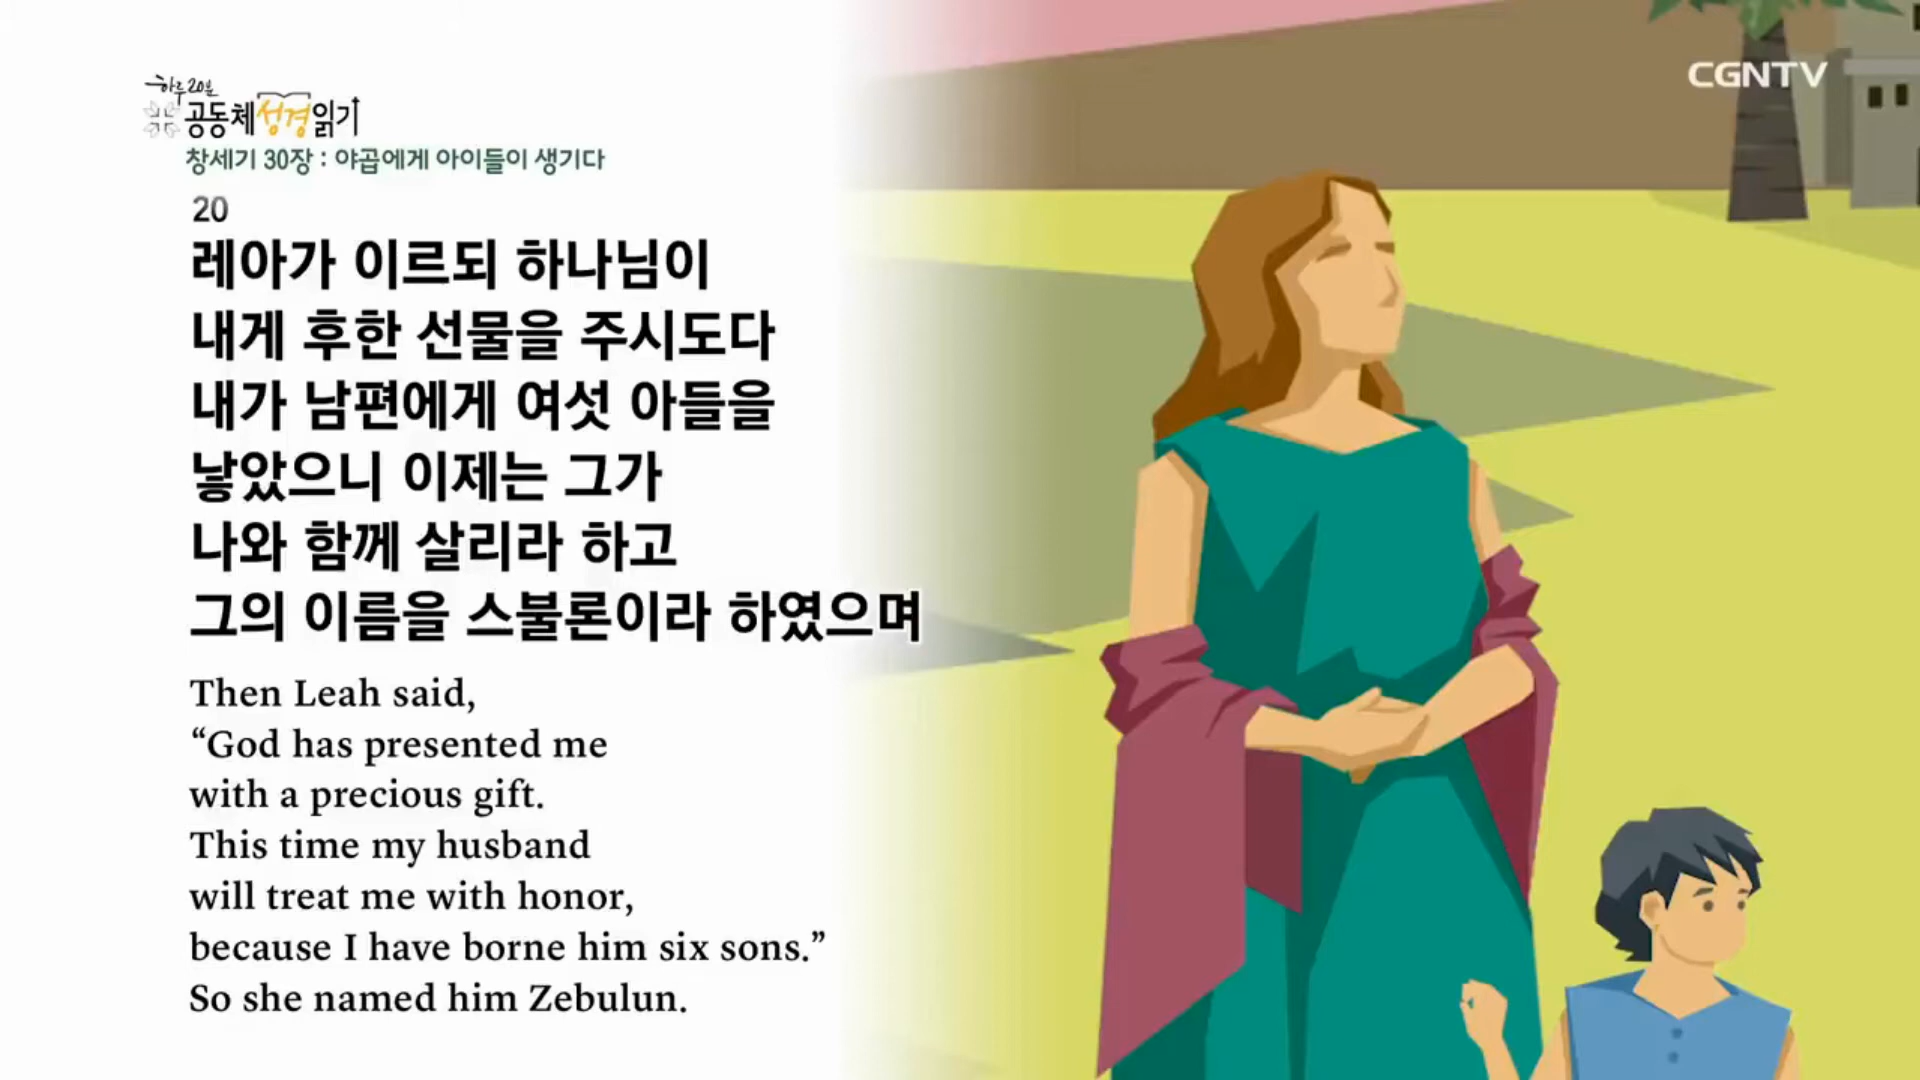 하루 20분
공동체성경읽기
CGNTV
창세기 30장 : 야곱에게 아이들이 생기다
20
레아가 이르되 하나님이
내게 후한 선물을 주시도다
내가 남편에게 여섯 아들을
낳았으니 이제는 그가
나와 함께 살리라 하고
그의 이름을 스불론이라 하였으며
Then Leah said,
“God has presented me
with a precious gift.
This time my husband
will treat me with honor,
because I have borne him six sons.”
So she named him Zebulun.